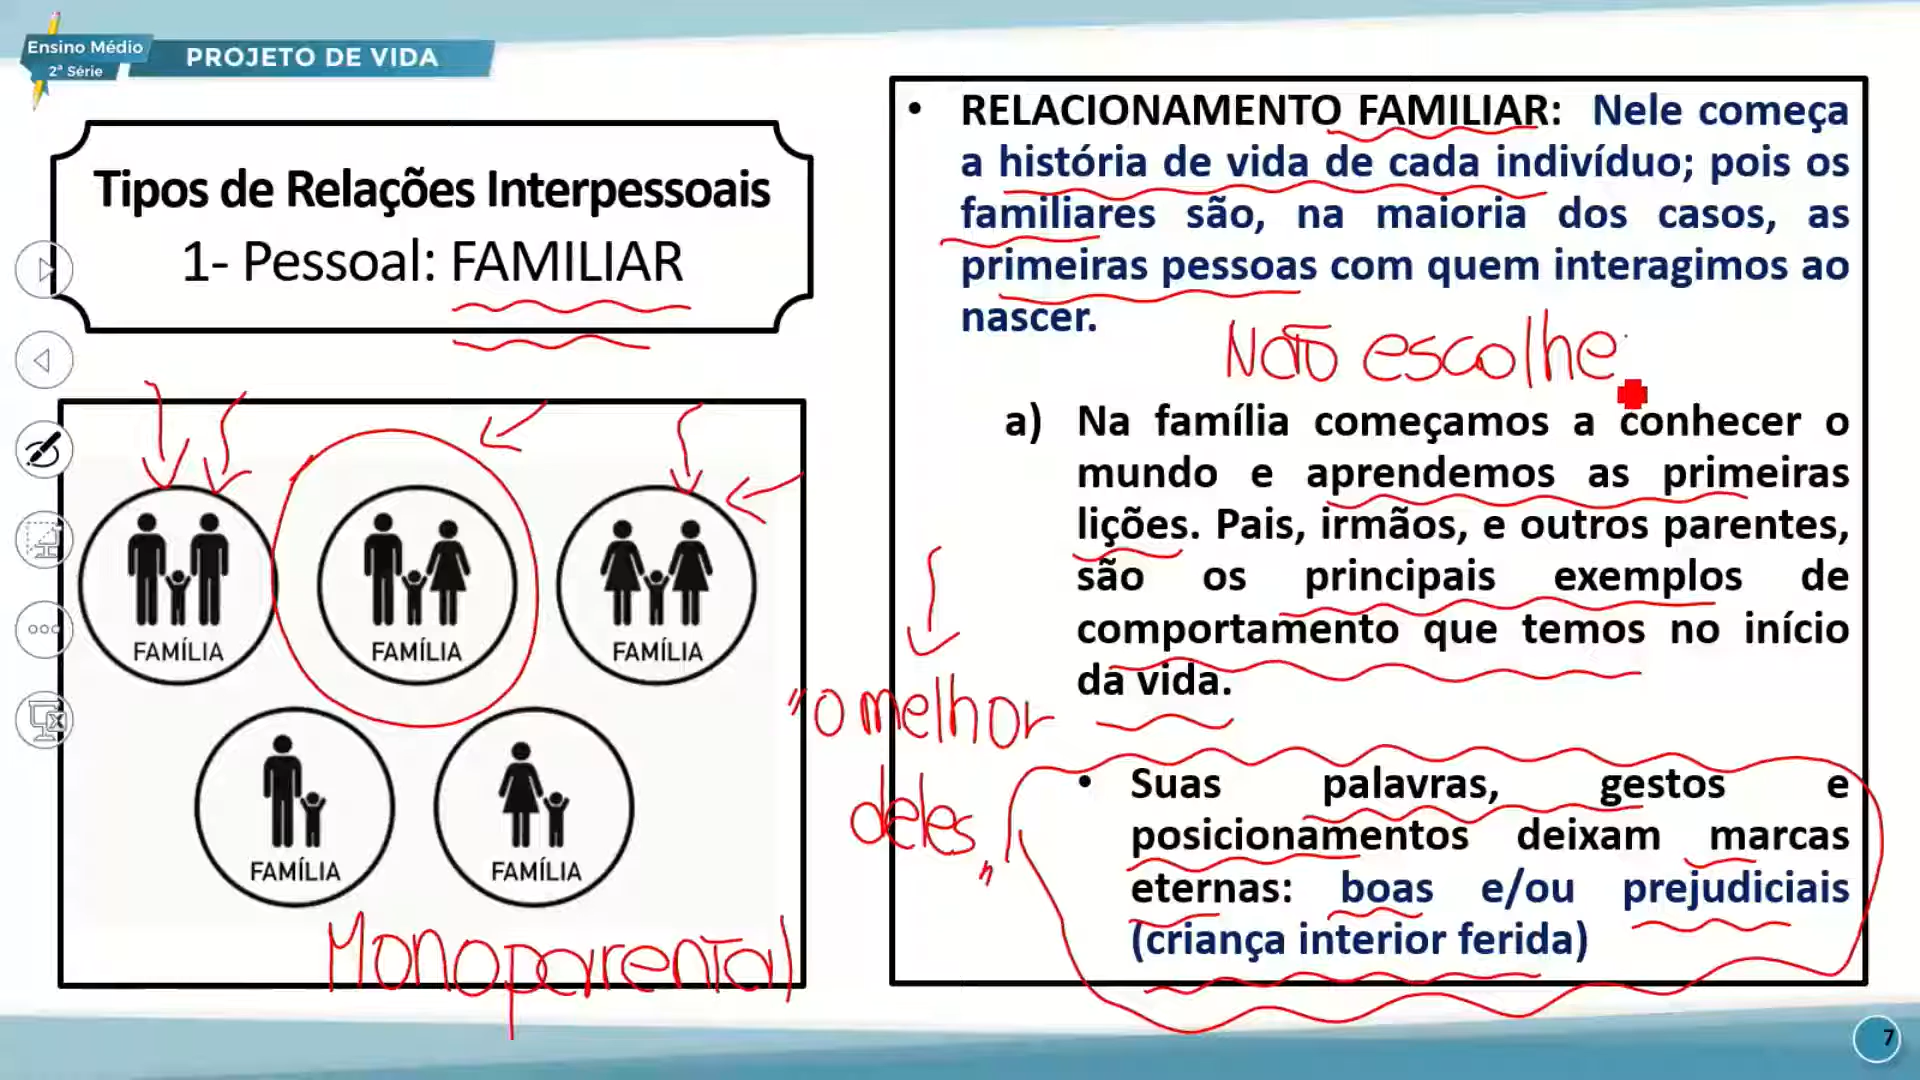 Ensino Médio
2ª Série
PROJETO DE VIDA
Tipos de Relações Interpessoais
1- Pessoal: FAMILIAR
FAMÍLIA
FAMÍLIA
FAMÍLIA
FAMÍLIA
FAMÍLIA
Monoparental
• RELACIONAMENTO FAMILIAR: Nele começa
a história de vida de cada indivíduo; pois os
familiares são, na maioria dos casos, as
primeiras pessoas com quem interagimos ao
nascer.
Não escolhe
a) Na família começamos a conhecer o
mundo e aprendemos as primeiras
lições. Pais, irmãos, e outros parentes,
são os principais exemplos de
comportamento que temos no início
da vida.
"o melhor
deles"
• Suas palavras, gestos e
posicionamentos deixam marcas
eternas: boas e/ou prejudiciais
(criança interior ferida)
7